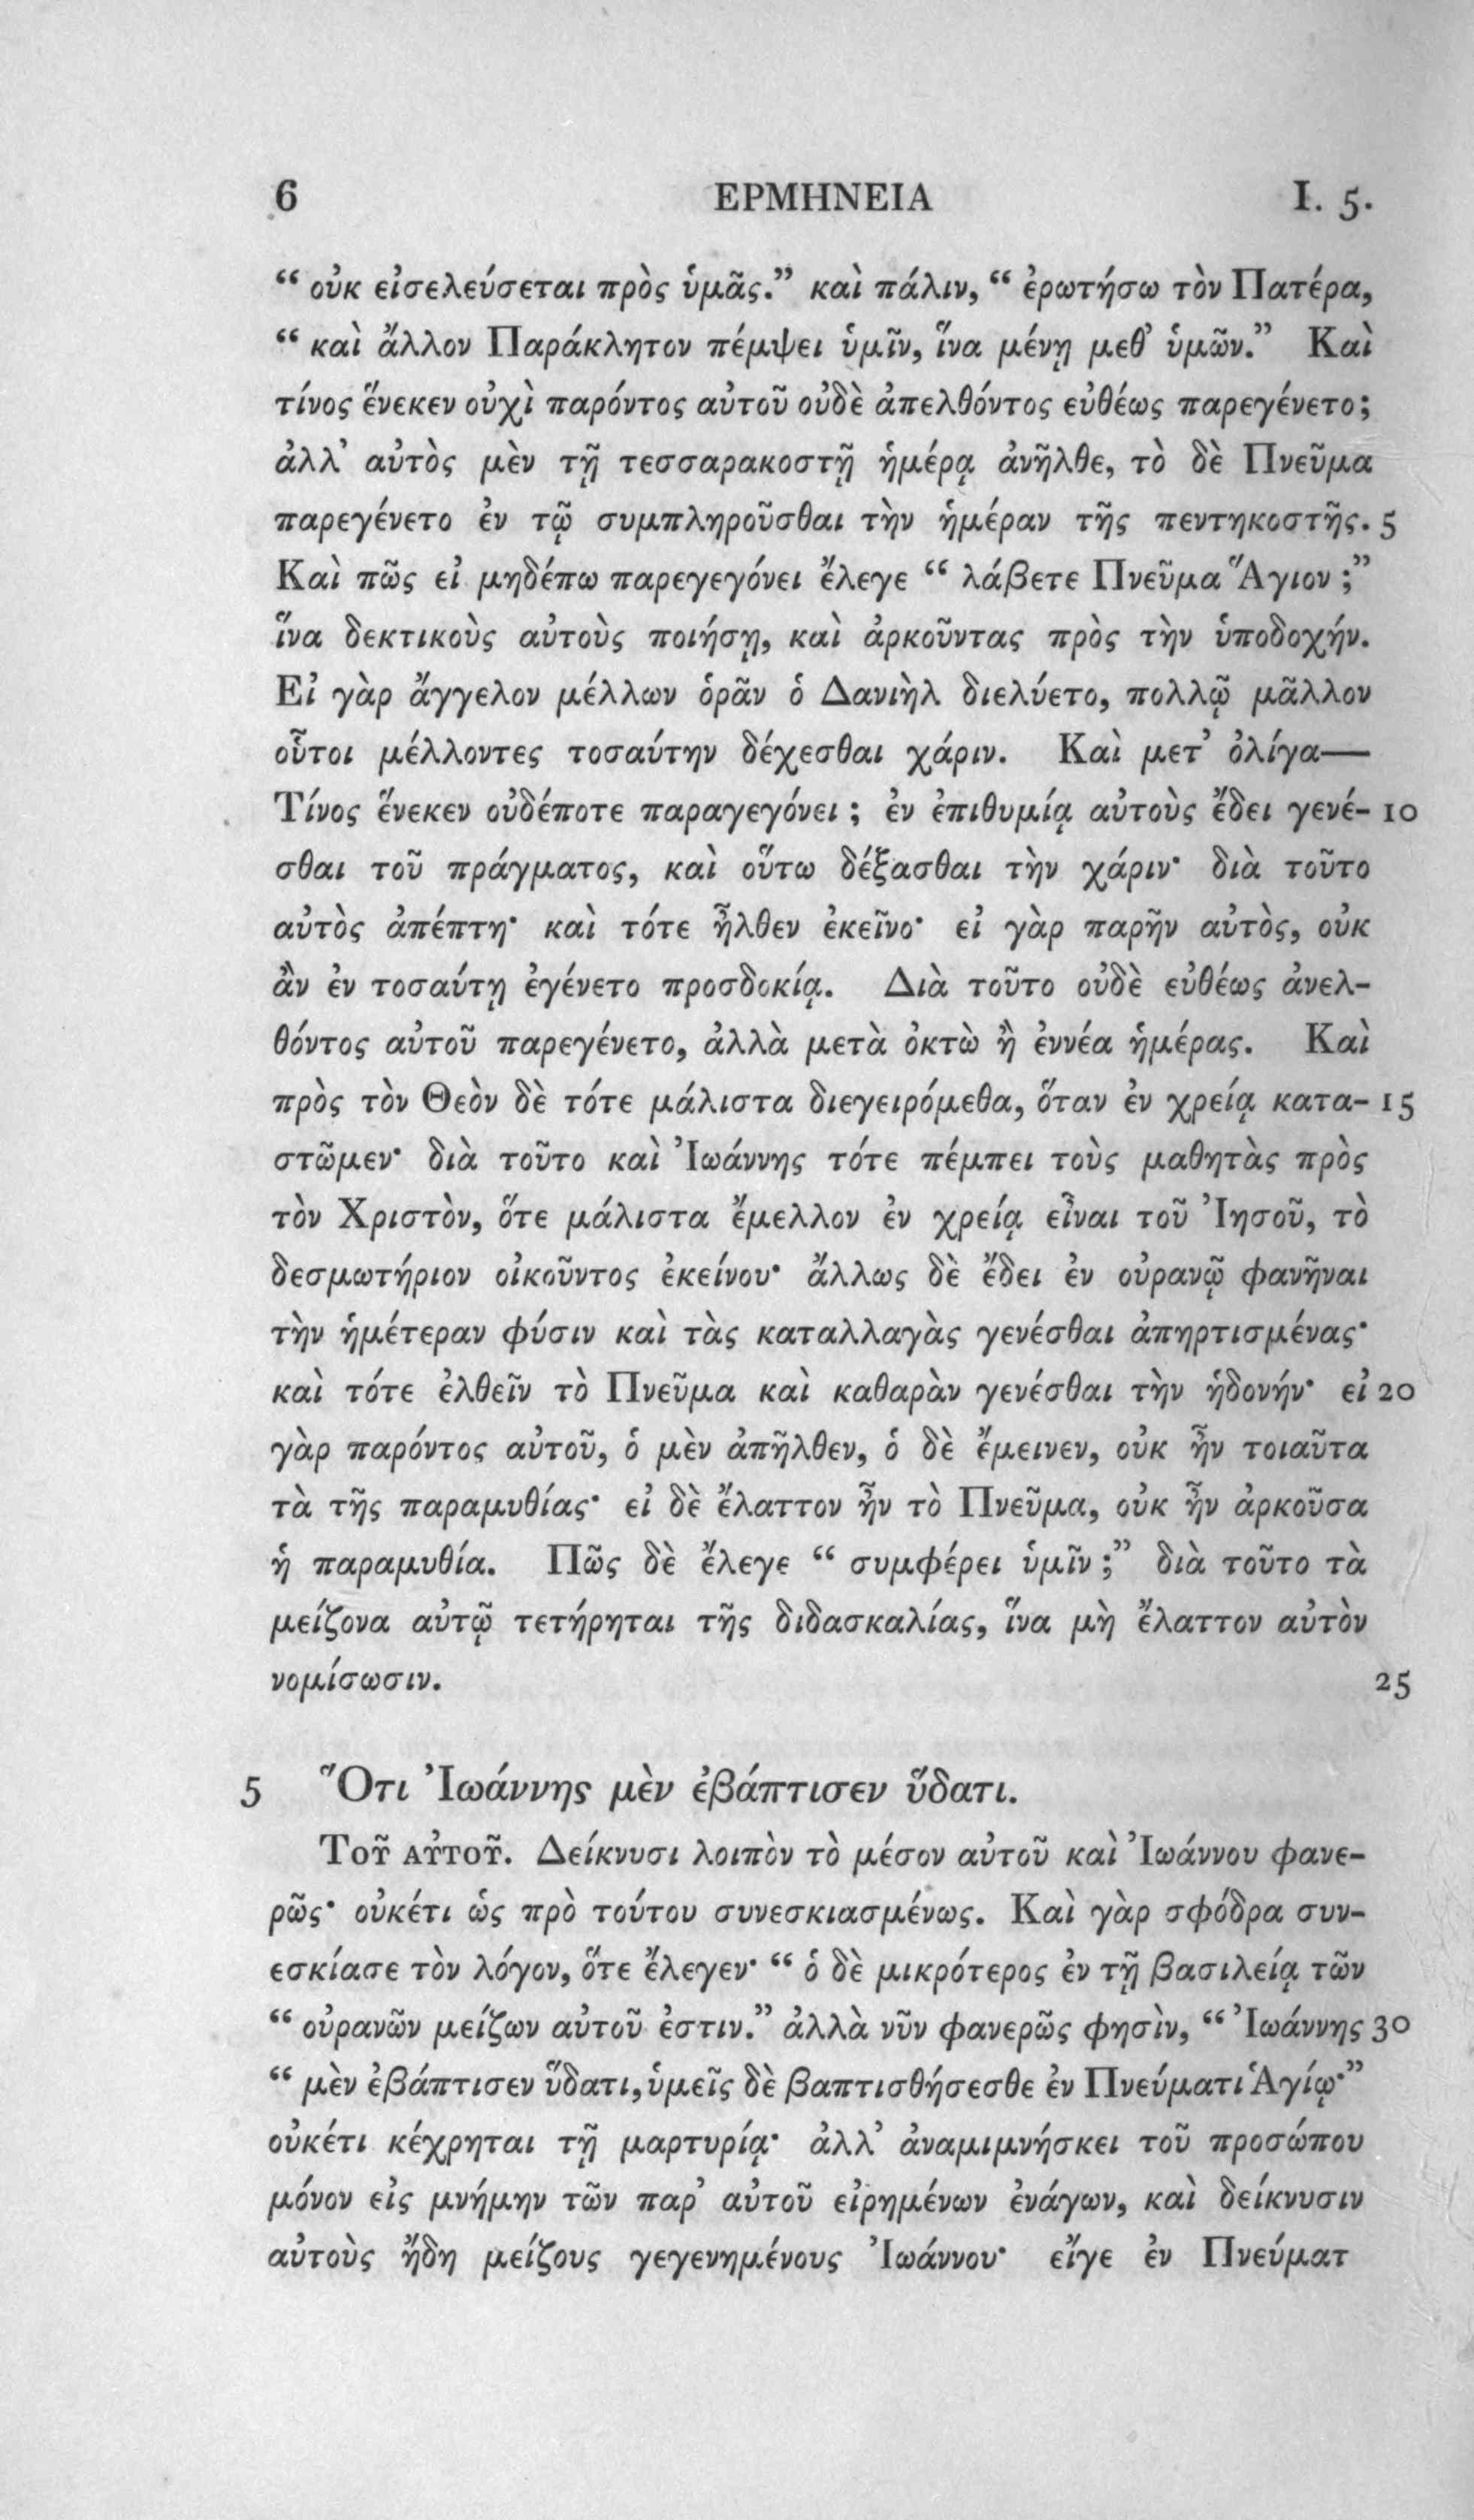 6 ΕΡΜΗΝΕΙΑ I. 5.
“ οὐκ εἰσελεύσεται πρὸς ὑμᾶς.” καὶ πάλιν, “ ἐρωτήσω τὸν Πατέρα,
“ καὶ ἄλλον Παράκλητον πέμψει ὑμῖν, ἵνα μένῃ μεθ’ ὑμῶν.” Καὶ
τίνος ἕνεκεν οὐχὶ παρόντος αὐτοῦ οὐδὲ ἀπελθόντος εὐθέως παρεγένετο;
ἀλλ’ αὐτὸς μὲν τῇ τεσσαρακοστῇ ἡμέρᾳ ἀνῆλθε, τὸ δὲ Πνεῦμα
παρεγένετο ἐν τῷ συμπληροῦσθαι τὴν ἡμέραν τῆς πεντηκοστῆς. 5
Καὶ πῶς εἰ μηδέπω παρεγεγόνει ἔλεγε “ λάβετε Πνεῦμα Ἅγιον ;”
ἵνα δεκτικοὺς αὐτοὺς ποιήσῃ, καὶ ἀρκοῦντας πρὸς τὴν ὑποδοχήν.
Εἰ γὰρ ἄγγελον μέλλων ὁρᾶν ὁ Δανιὴλ διελύετο, πολλῷ μᾶλλον
οὗτοι μέλλοντες τοσαύτην δέχεσθαι χάριν. Καὶ μετ’ ὀλίγα—
Τίνος ἕνεκεν οὐδέποτε παραγεγόνει ; ἐν ἐπιθυμίᾳ αὐτοὺς ἔδει γενέ- 10
σθαι τοῦ πράγματος, καὶ οὕτω δέξασθαι τὴν χάριν· διὰ τοῦτο
αὐτὸς ἀπέπτη· καὶ τότε ἦλθεν ἐκεῖνο· εἰ γὰρ παρῆν αὐτὸς, οὐκ
ἂν ἐν τοσαύτῃ ἐγένετο προσδοκίᾳ. Διὰ τοῦτο οὐδὲ εὐθέως ἀνελ-
θόντος αὐτοῦ παρεγένετο, ἀλλὰ μετὰ ὀκτὼ ἢ ἐννέα ἡμέρας. Καὶ
πρὸς τὸν Θεὸν δὲ τότε μάλιστα διεγειρόμεθα, ὅταν ἐν χρείᾳ κατα- 15
στῶμεν· διὰ τοῦτο καὶ Ἰωάννης τότε πέμπει τοὺς μαθητὰς πρὸς
τὸν Χριστὸν, ὅτε μάλιστα ἔμελλον ἐν χρείᾳ εἶναι τοῦ Ἰησοῦ, τὸ
δεσμωτήριον οἰκοῦντος ἐκείνου· ἄλλως δὲ ἔδει ἐν οὐρανῷ φανῆναι
τὴν ἡμέτεραν φύσιν καὶ τὰς καταλλαγὰς γενέσθαι ἀπηρτισμένας·
καὶ τότε ἐλθεῖν τὸ Πνεῦμα καὶ καθαρὰν γενέσθαι τὴν ἡδονήν· εἰ 20
γὰρ παρόντος αὐτοῦ, ὁ μὲν ἀπῆλθεν, ὁ δὲ ἔμεινεν, οὐκ ἦν τοιαῦτα
τὰ τῆς παραμυθίας· εἰ δὲ ἔλαττον ἦν τὸ Πνεῦμα, οὐκ ἦν ἀρκοῦσα
ἡ παραμυθία. Πῶς δὲ ἔλεγε “ συμφέρει ὑμῖν ;” διὰ τοῦτο τὰ
μείζονα αὐτῷ τετήρηται τῆς διδασκαλίας, ἵνα μὴ ἔλαττον αὐτὸν
νομίσωσιν. 25
5 Ὅτι Ἰωάννης μὲν ἐβάπτισεν ὕδατι.
Τοῦ αὐτοῦ. Δείκνυσι λοιπὸν τὸ μέσον αὐτοῦ καὶ Ἰωάννου φανε-
ρῶς· οὐκέτι ὡς πρὸ τούτου συνεσκιασμένως. Καὶ γὰρ σφόδρα συν-
εσκίασε τὸν λόγον, ὅτε ἔλεγεν· “ ὁ δὲ μικρότερος ἐν τῇ βασιλείᾳ τῶν
“ οὐρανῶν μείζων αὐτοῦ ἐστιν.” ἀλλὰ νῦν φανερῶς φησὶν, “ Ἰωάννης 30
“ μὲν ἐβάπτισεν ὕδατι, ὑμεῖς δὲ βαπτισθήσεσθε ἐν Πνεύματι Ἁγίῳ·”
οὐκέτι κέχρηται τῇ μαρτυρίᾳ· ἀλλ’ ἀναμιμνήσκει τοῦ προσώπου
μόνον εἰς μνήμην τῶν παρ’ αὐτοῦ εἰρημένων ἐνάγων, καὶ δείκνυσιν
αὐτοὺς ἤδη μείζους γεγενημένους Ἰωάννου· εἴγε ἐν Πνεύματ